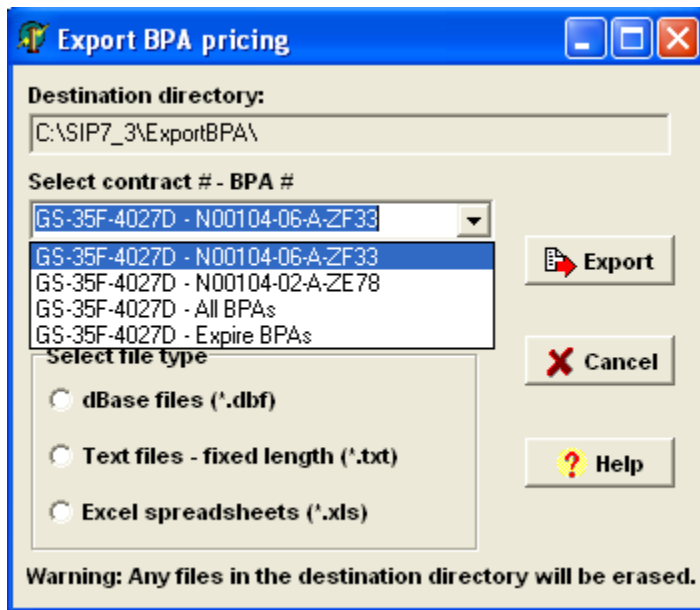 Export BPA pricing
Destination directory:
C:\SIP7_3\ExportBPA\
Select contract # - BPA #
GS-35F-4027D - N00104-06-A-ZF33
GS-35F-4027D - N00104-06-A-ZF33
GS-35F-4027D - N00104-02-A-ZE78
GS-35F-4027D - All BPAs
GS-35F-4027D - Expire BPAs
Export
Select file type
Cancel
dBase files (*.dbf)
Text files - fixed length (*.txt)
Help
Excel spreadsheets (*.xls)
Warning: Any files in the destination directory will be erased.